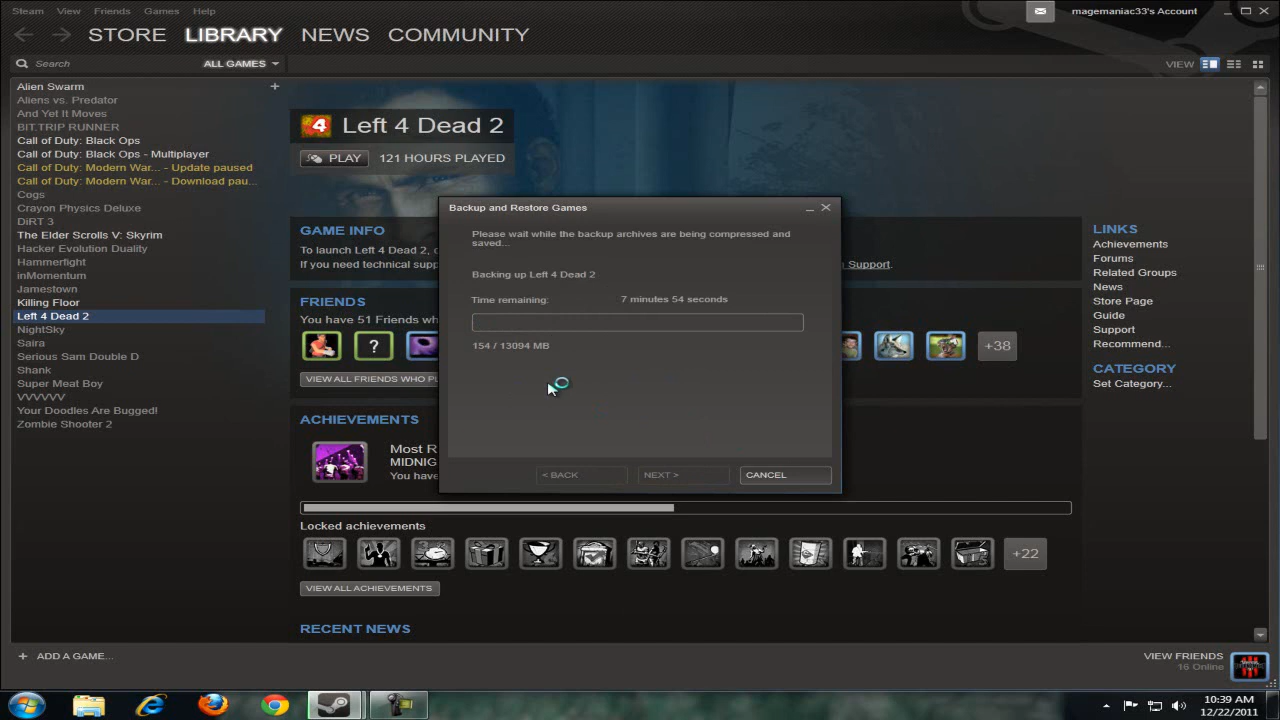 Steam View Friends Games Help
magemaniac33's Account
STORE LIBRARY NEWS COMMUNITY
Search
ALL GAMES
VIEW
Alien Swarm
Aliens vs. Predator
And Yet It Moves
BIT.TRIP RUNNER
Call of Duty: Black Ops
Call of Duty: Black Ops - Multiplayer
Call of Duty: Modern War... - Update paused
Call of Duty: Modern War... - Download pau...
Cogs
Crayon Physics Deluxe
DiRT 3
The Elder Scrolls V: Skyrim
Hacker Evolution Duality
Hammerfight
inMomentum
Jamestown
Killing Floor
Left 4 Dead 2
NightSky
Saira
Serious Sam Double D
Shank
Super Meat Boy
VVVVVV
Your Doodles Are Bugged!
Zombie Shooter 2
4
Left 4 Dead 2
PLAY
121 HOURS PLAYED
GAME INFO
To launch Left 4 Dead 2, c
If you need technical supp
Support.
FRIENDS
You have 51 Friends wh
?
+38
VIEW ALL FRIENDS WHO PL
ACHIEVEMENTS
Most R
MIDNIG
You have
Locked achievements
+22
VIEW ALL ACHIEVEMENTS
RECENT NEWS
Backup and Restore Games
Please wait while the backup archives are being compressed and
saved...
Backing up Left 4 Dead 2
Time remaining:
7 minutes 54 seconds
154 / 13094 MB
< BACK
NEXT >
CANCEL
LINKS
Achievements
Forums
Related Groups
News
Store Page
Guide
Support
Recommend...
CATEGORY
Set Category...
+ ADD A GAME...
VIEW FRIENDS
16 Online
10:39 AM
12/22/2011